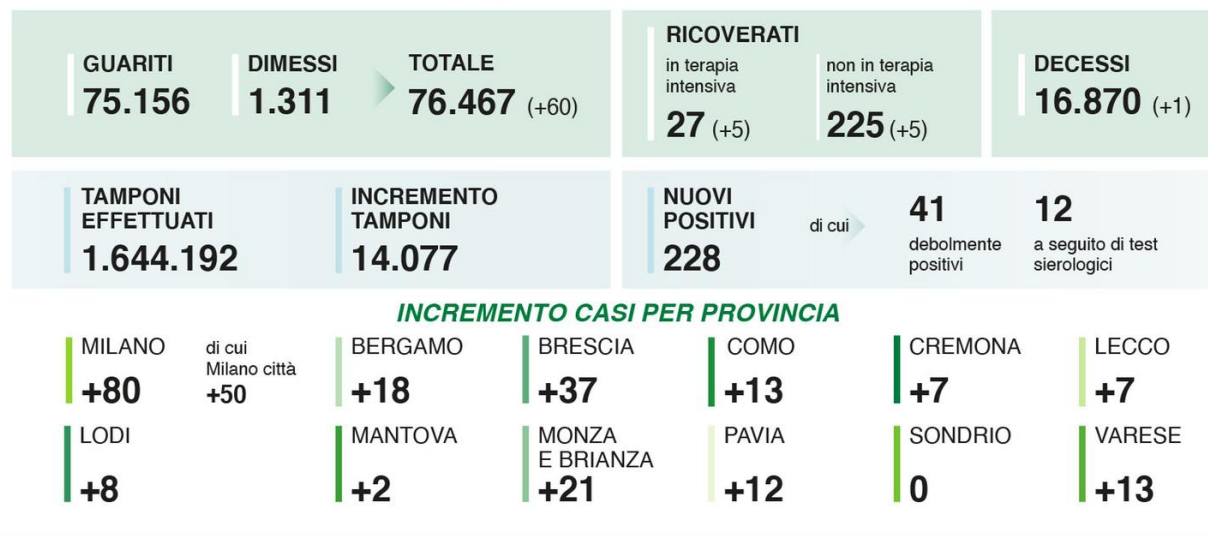 GUARITI
75.156
DIMESSI
1.311
TOTALE
76.467 (+60)
RICOVERATI
in terapia
intensiva
27 (+5)
non in terapia
intensiva
225 (+5)
DECESSI
16.870 (+1)
TAMPONI
EFFETTUATI
1.644.192
INCREMENTO
TAMPONI
14.077
NUOVI
POSITIVI
228
di cui
41
debolmente
positivi
12
a seguito di test
sierologici
INCREMENTO CASI PER PROVINCIA
MILANO
+80
di cui
Milano città
+50
BERGAMO
+18
BRESCIA
+37
COMO
+13
CREMONA
+7
LECCO
+7
LODI
+8
MANTOVA
+2
MONZA
E BRIANZA
+21
PAVIA
+12
SONDRIO
0
VARESE
+13